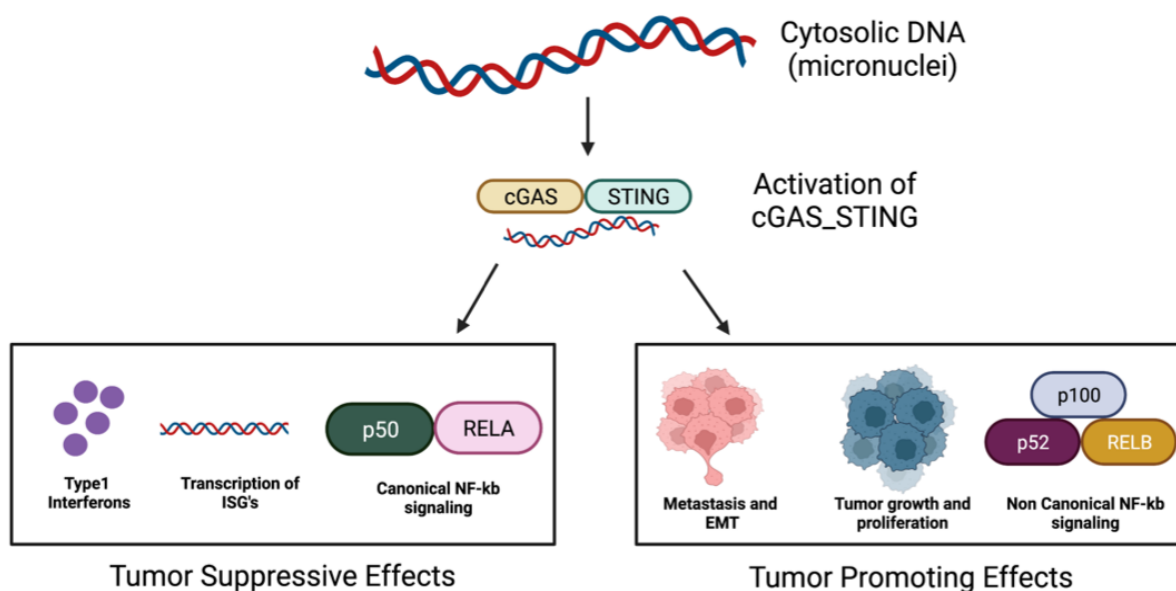 Cytosolic DNA
(micronuclei)
cGAS
STING
Activation of
cGAS_STING
p50
RELA
Type1
Interferons
Transcription of
ISG's
Canonical NF-kb
signaling
p100
p52
RELB
Metastasis and
EMT
Tumor growth and
proliferation
Non Canonical NF-kb
signaling
Tumor Suppressive Effects
Tumor Promoting Effects